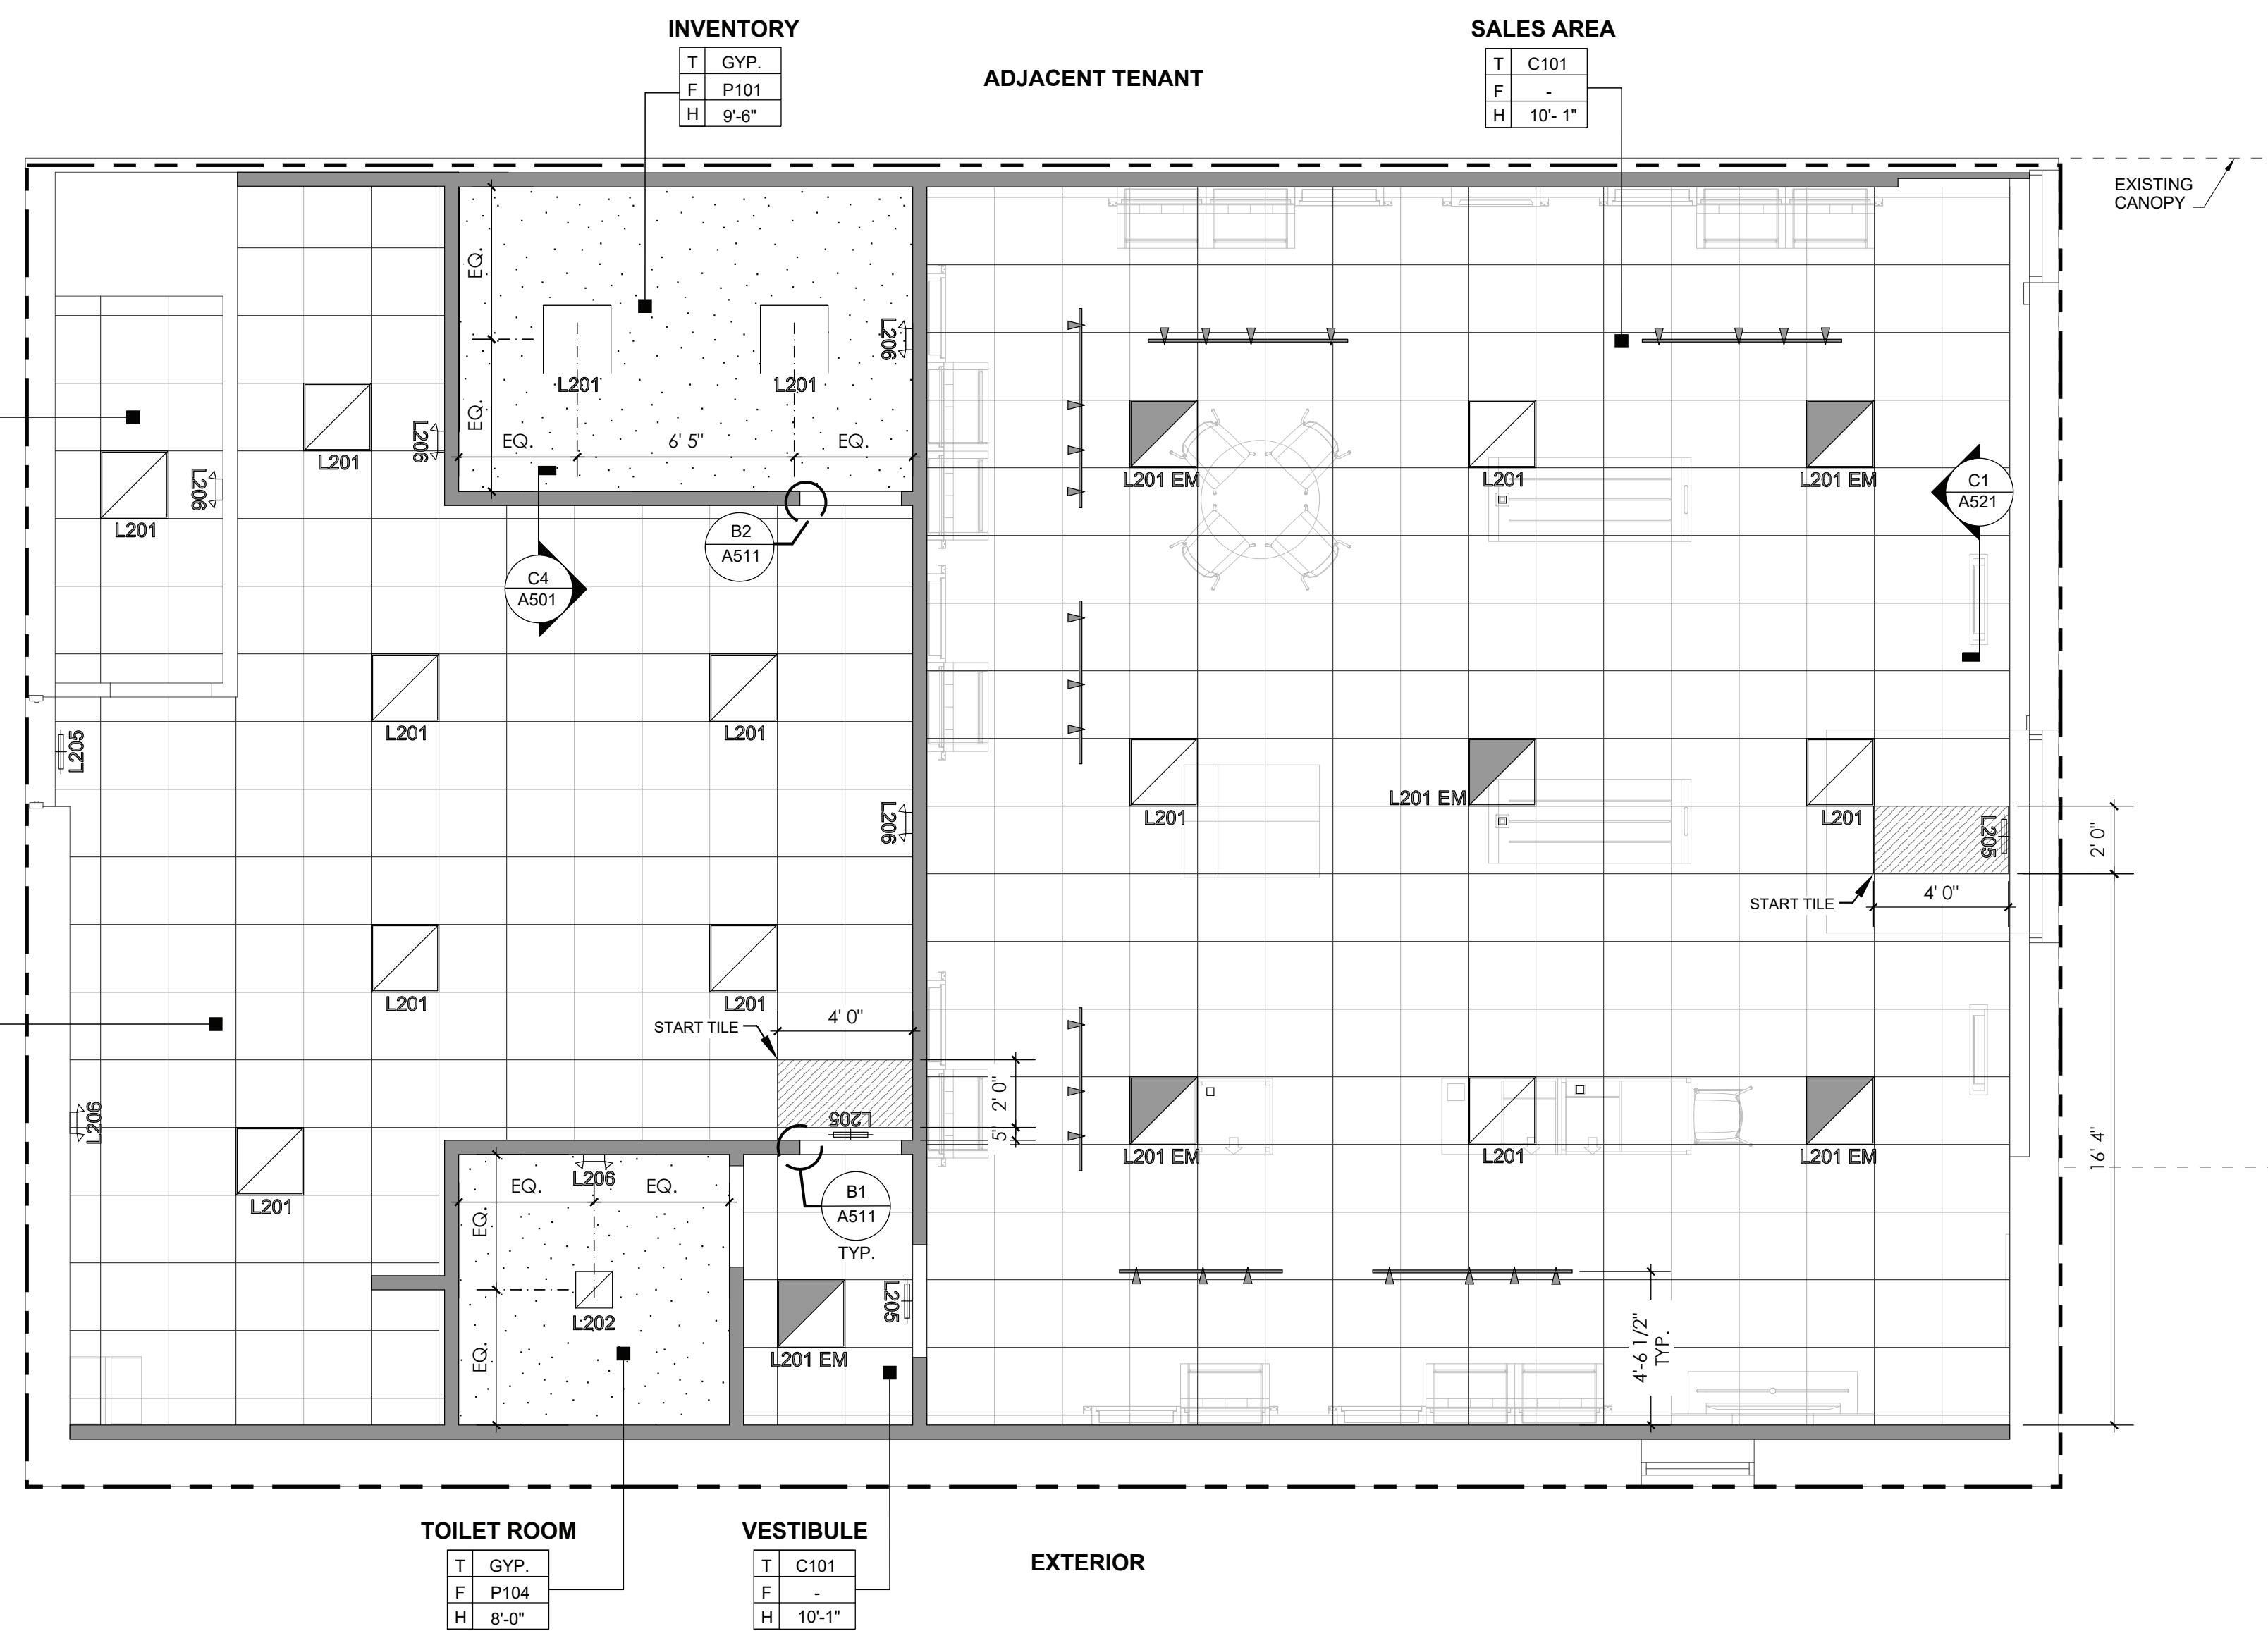 INVENTORY
T GYP.
F P101
H 9'-6"
ADJACENT TENANT
SALES AREA
T C101
F -
H 10'- 1"
EXISTING
CANOPY
EQ.
EQ.
L201
L201
L206
EQ.
6' 5"
EQ.
L201
L206
L206
L201
L201 EM
L201
L201 EM
C1
A521
B2
A511
C4
A501
L201
L201
L205
L206
L201
L201 EM
L201
L205
2' 0"
START TILE
4' 0"
L201
L201
START TILE
4' 0"
2' 0"
5"
L205
L206
L201
L201 EM
L201
L201 EM
16' 4"
L206
EQ.
EQ.
EQ.
EQ.
L202
B1
A511
TYP.
L205
L201 EM
4'-6 1/2"
TYP.
TOILET ROOM
T GYP.
F P104
H 8'-0"
VESTIBULE
T C101
F -
H 10'-1"
EXTERIOR